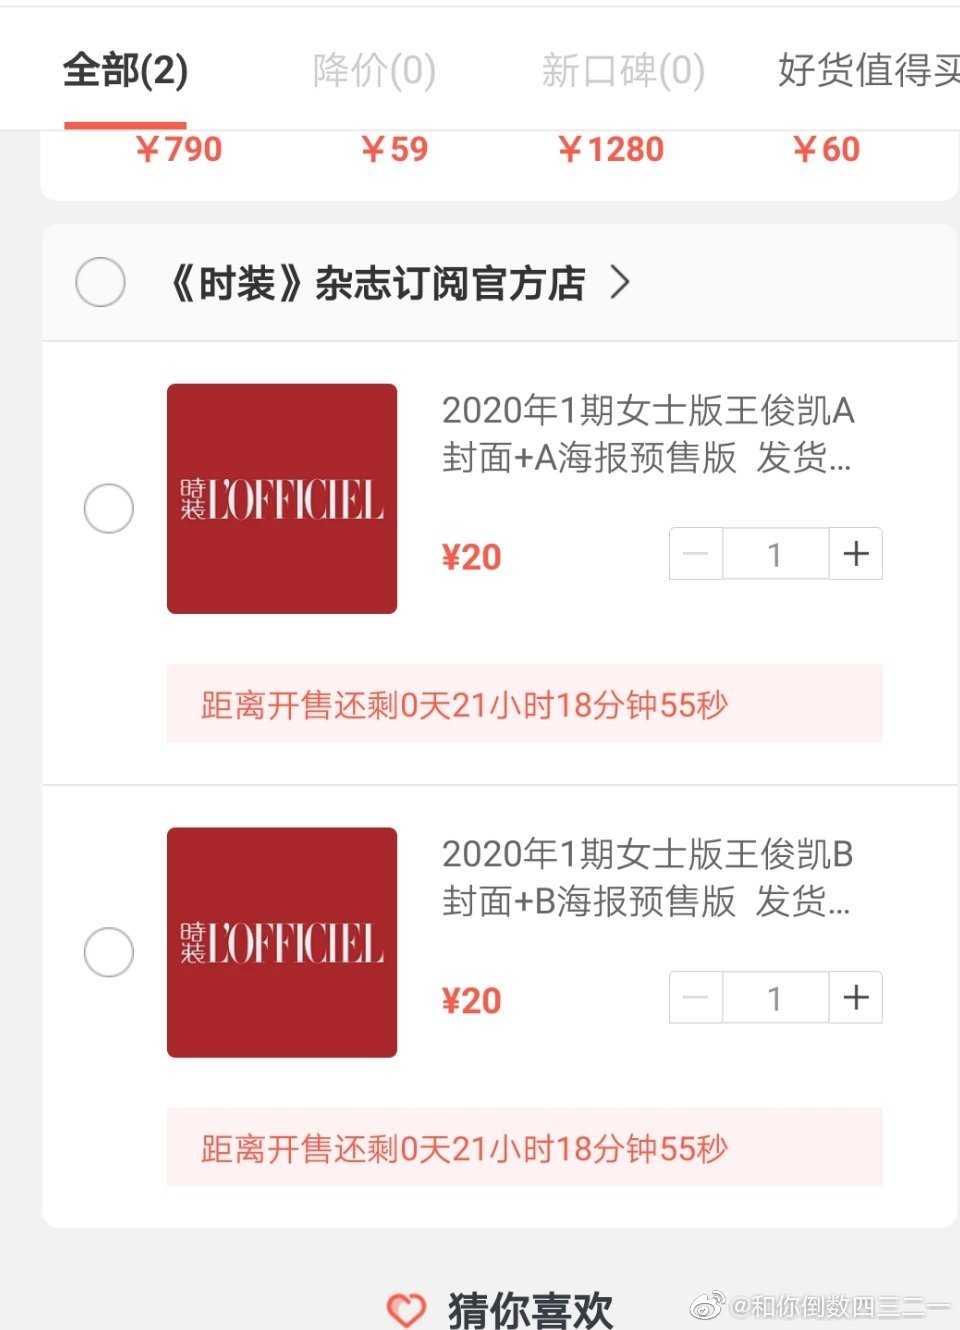 全部(2) 降价(0) 新口碑(0) 好货值得买
￥790 ￥59 ￥1280 ￥60
《时装》杂志订阅官方店
2020年1期女士版王俊凯A
封面+A海报预售版 发货...
時装 L'OFFICIEL
¥20
1
距离开售还剩0天21小时18分钟55秒
2020年1期女士版王俊凯B
封面+B海报预售版 发货...
時装 L'OFFICIEL
¥20
1
距离开售还剩0天21小时18分钟55秒
猜你喜欢
@和你倒数四三二一